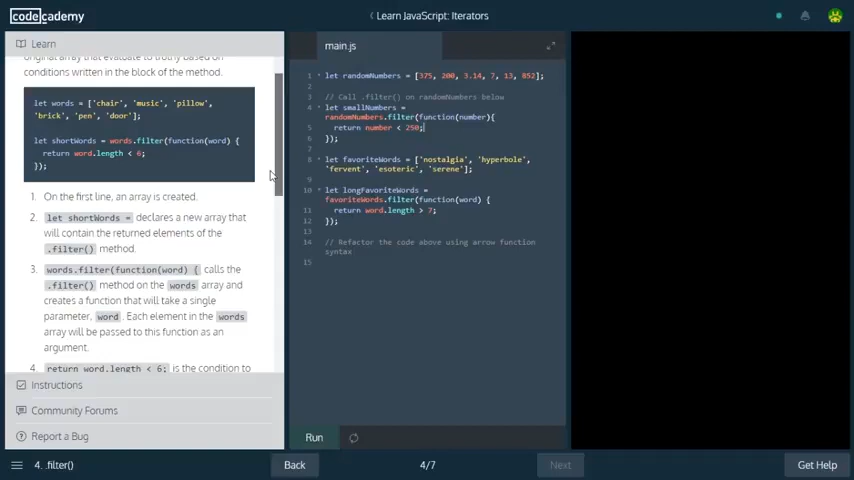 codecademy
Learn JavaScript: Iterators
Learn
original array that evaluate to truthy based on
conditions written in the block of the method.
let words = ['chair', 'music', 'pillow',
'brick', 'pen', 'door'];
let shortWords = words.filter(function(word) {
return word.length < 6;
});
1. On the first line, an array is created.
2. let shortWords = declares a new array that
will contain the returned elements of the
.filter() method.
3. words.filter(function(word) { calls the
.filter() method on the words array and
creates a function that will take a single
parameter, word. Each element in the words
array will be passed to this function as an
argument.
4. return word.length < 6; is the condition to
Instructions
Community Forums
Report a Bug
main.js
1 let randomNumbers = [375, 200, 3.14, 7, 13, 852];
2
3 // Call .filter() on randomNumbers below
4 let smallNumbers =
randomNumbers.filter(function(number){
5 return number < 250;
6 });
7
8 let favoriteWords = ['nostalgia', 'hyperbole',
'fervent', 'esoteric', 'serene'];
9
10 let longFavoriteWords =
favoriteWords.filter(function(word) {
11 return word.length > 7;
12 });
13
14 // Refactor the code above using arrow function
syntax
15
Run
4. .filter()
Back
4/7
Next
Get Help